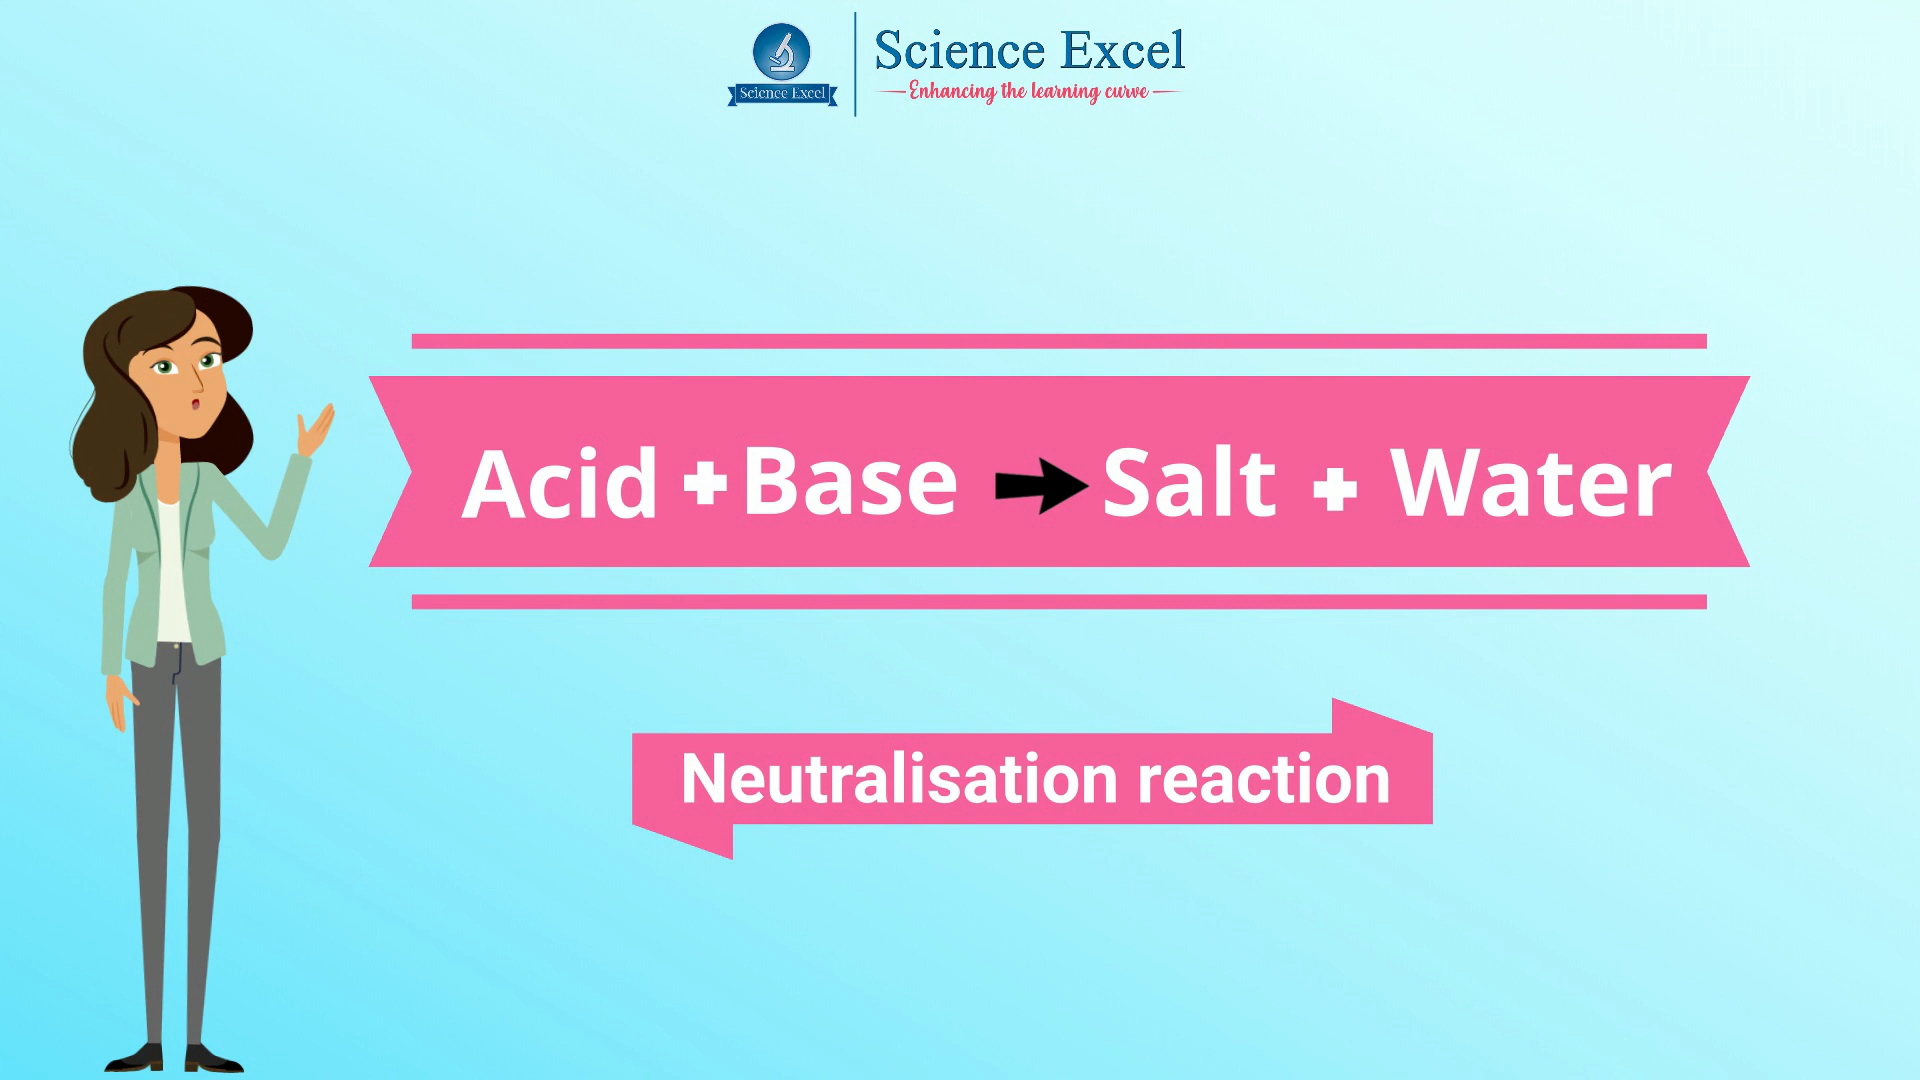 Science Excel
Science Excel
Enhancing the learning curve
Acid + Base → Salt + Water
Neutralisation reaction